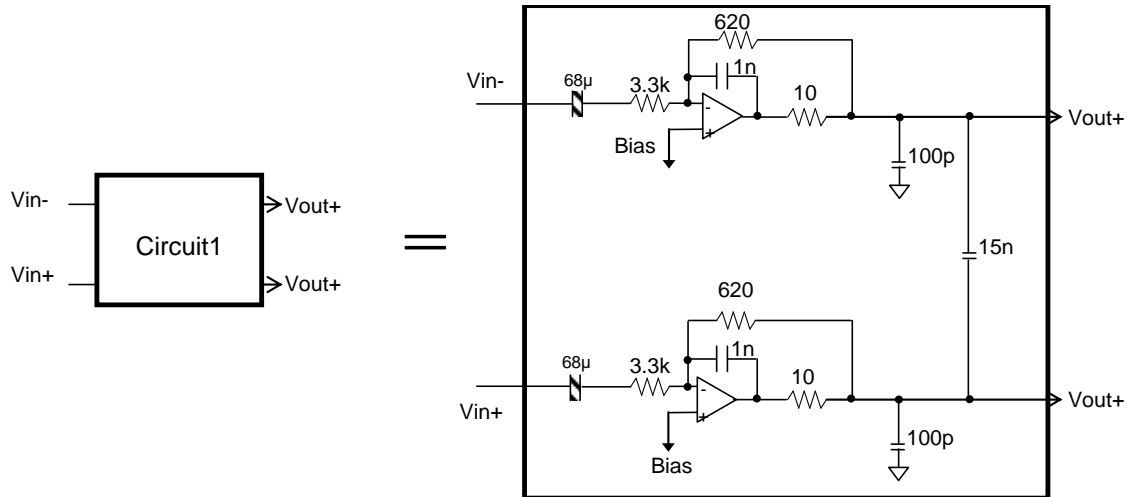 620
Vin-
68µ
3.3k
1n
10
-
+
Bias
Vout+
100p
Vin-
Vin+
Circuit1
Vout+
Vout+
=
15n
620
Vin+
68µ
3.3k
1n
10
-
+
Bias
Vout+
100p